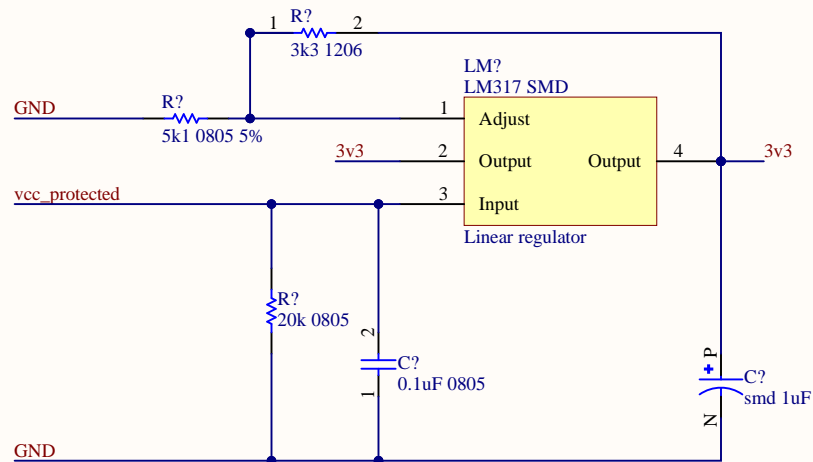 R?
1
2
3k3 1206
LM?
LM317 SMD
GND
R?
5k1 0805 5%
1
Adjust
3v3
2
Output
Output
4
3v3
vcc_protected
3
Input
Linear regulator
R?
20k 0805
2
C?
0.1uF 0805
1
P
+
C?
smd 1uF
N
GND